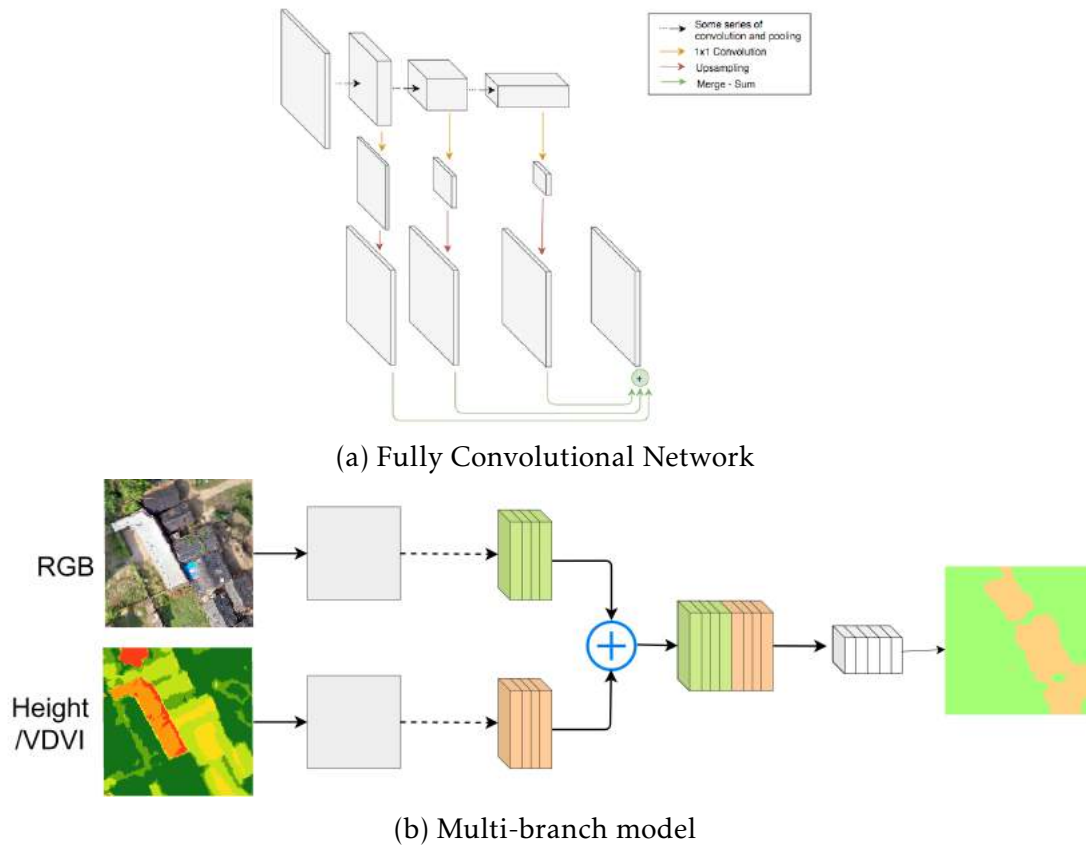 Some series of
convolution and pooling
1x1 Convolution
Upsampling
Merge - Sum
+
(a) Fully Convolutional Network
RGB
Height
/VDVI
(b) Multi-branch model